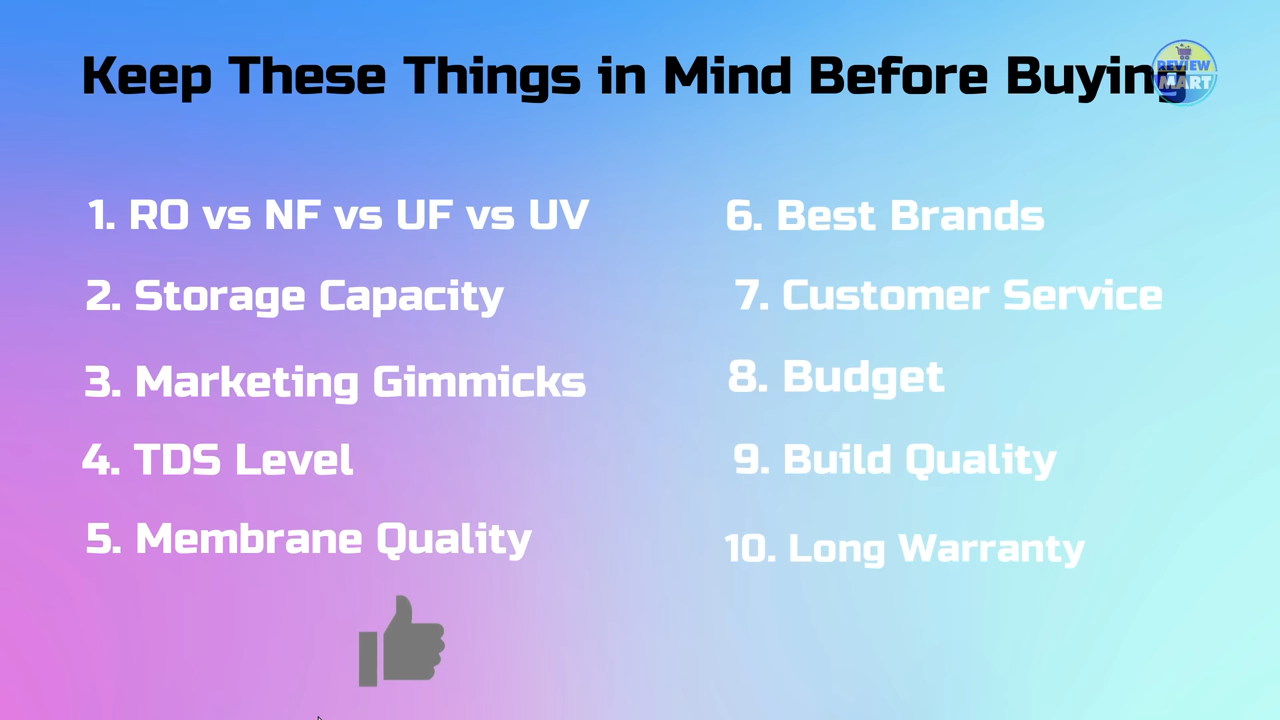 Keep These Things in Mind Before Buying
REVIEW
MART
1. RO vs NF vs UF vs UV
2. Storage Capacity
3. Marketing Gimmicks
4. TDS Level
5. Membrane Quality
6. Best Brands
7. Customer Service
8. Budget
9. Build Quality
10. Long Warranty